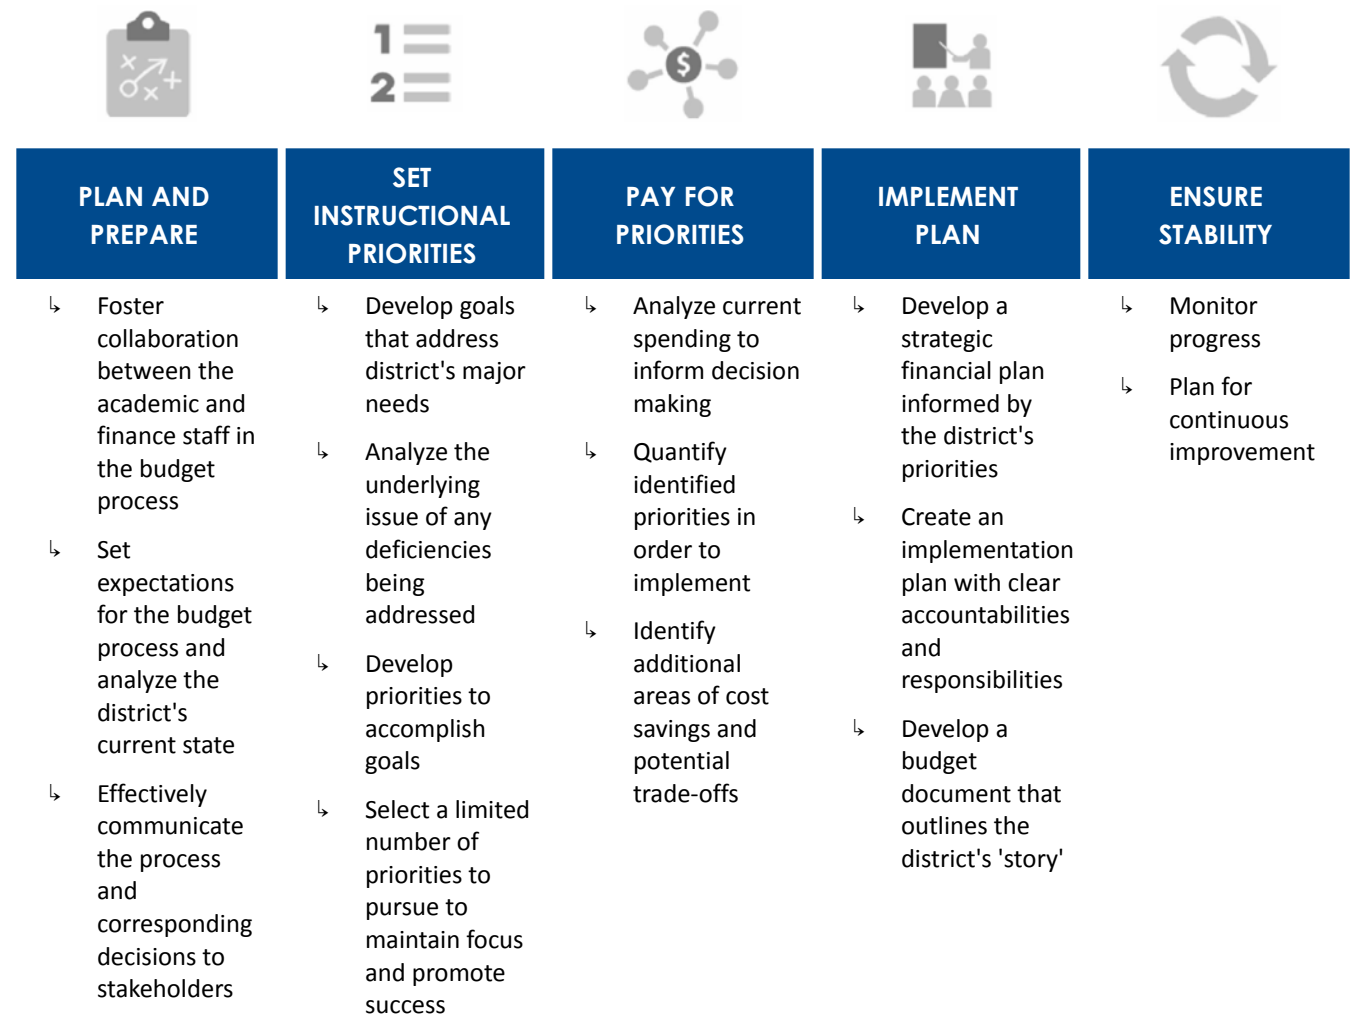 1
2
$
PLAN AND
PREPARE
↳ Foster
collaboration
between the
academic and
finance staff in
the budget
process
↳ Set
expectations
for the budget
process and
analyze the
district's
current state
↳ Effectively
communicate
the process
and
corresponding
decisions to
stakeholders
SET
INSTRUCTIONAL
PRIORITIES
↳ Develop goals
that address
district's major
needs
↳ Analyze the
underlying
issue of any
deficiencies
being
addressed
↳ Develop
priorities to
accomplish
goals
↳ Select a limited
number of
priorities to
pursue to
maintain focus
and promote
success
PAY FOR
PRIORITIES
↳ Analyze current
spending to
inform decision
making
↳ Quantify
identified
priorities in
order to
implement
↳ Identify
additional
areas of cost
savings and
potential
trade-offs
IMPLEMENT
PLAN
↳ Develop a
strategic
financial plan
informed by
the district's
priorities
↳ Create an
implementation
plan with clear
accountabilities
and
responsibilities
↳ Develop a
budget
document that
outlines the
district's 'story'
ENSURE
STABILITY
↳ Monitor
progress
↳ Plan for
continuous
improvement